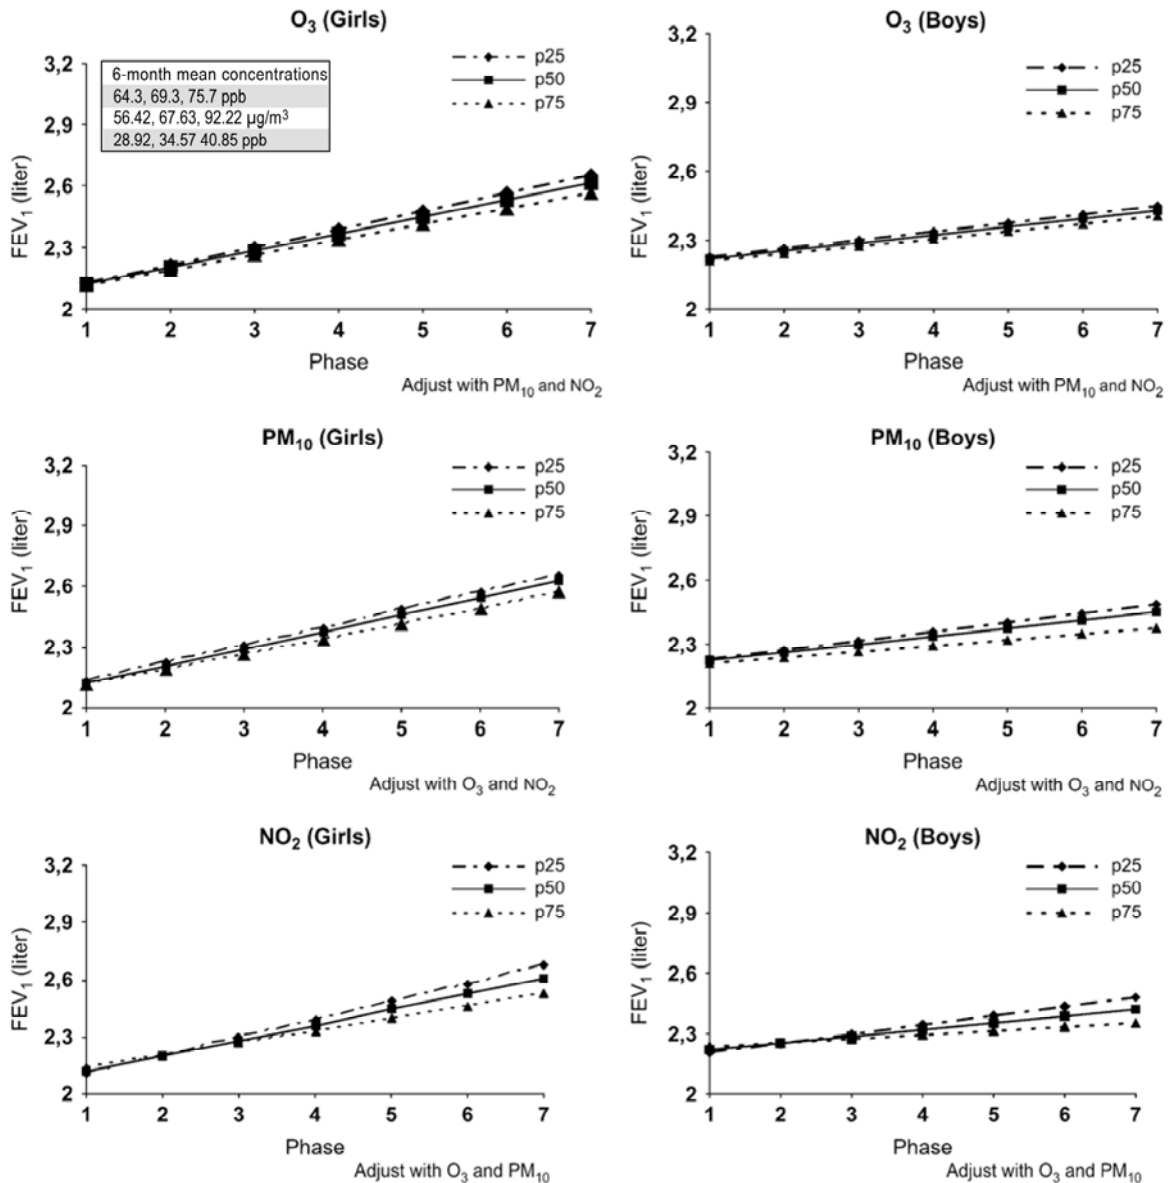 O3 (Girls)
3,2
2,9
2,6
2,3
2
FEV1 (liter)
6-month mean concentrations
64.3, 69.3, 75.7 ppb
56.42, 67.63, 92.22 µg/m³
28.92, 34.57 40.85 ppb
p25
p50
p75
1 2 3 4 5 6 7
Phase
Adjust with PM10 and NO2
O3 (Boys)
3,2
2,9
2,6
2,3
2
FEV1 (liter)
p25
p50
p75
1 2 3 4 5 6 7
Phase
Adjust with PM10 and NO2
PM10 (Girls)
3,2
2,9
2,6
2,3
2
FEV1 (liter)
p25
p50
p75
1 2 3 4 5 6 7
Phase
Adjust with O3 and NO2
PM10 (Boys)
3,2
2,9
2,6
2,3
2
FEV1 (liter)
p25
p50
p75
1 2 3 4 5 6 7
Phase
Adjust with O3 and NO2
NO2 (Girls)
3,2
2,9
2,6
2,3
2
FEV1 (liter)
p25
p50
p75
1 2 3 4 5 6 7
Phase
Adjust with O3 and PM10
NO2 (Boys)
3,2
2,9
2,6
2,3
2
FEV1 (liter)
p25
p50
p75
1 2 3 4 5 6 7
Phase
Adjust with O3 and PM10